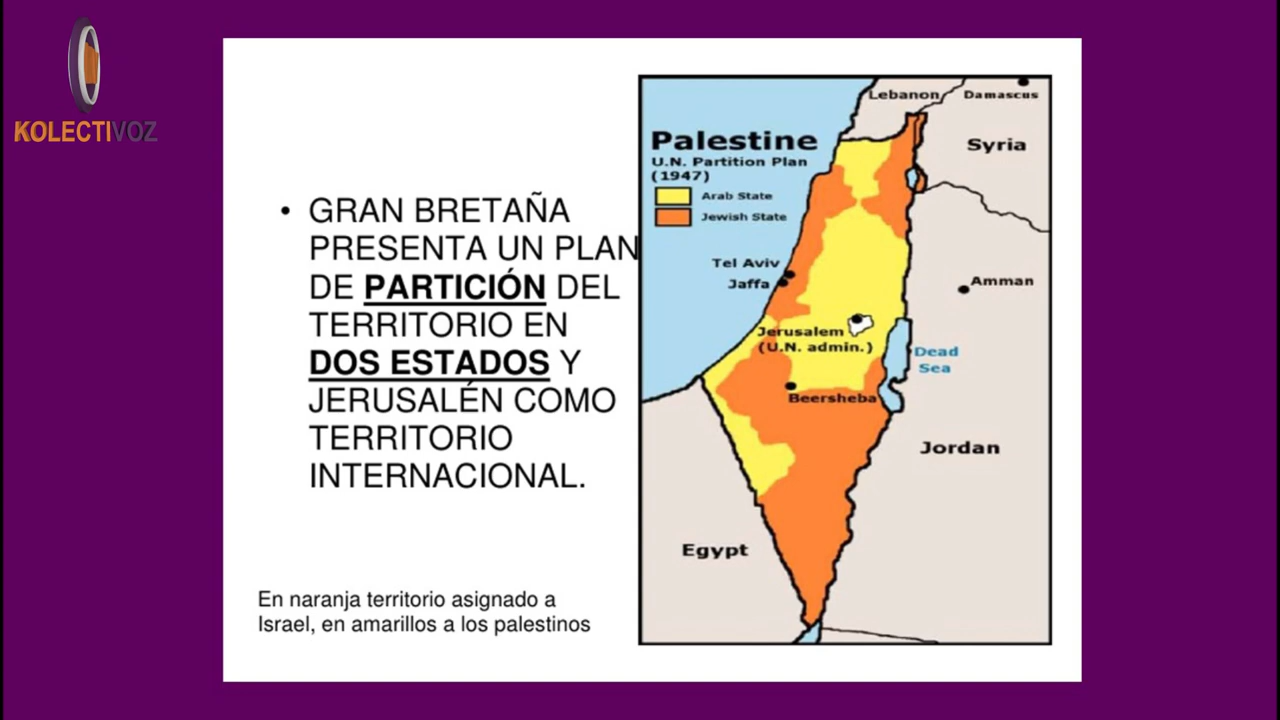 KOLECTIVOZ
• GRAN BRETAÑA
PRESENTA UN PLAN
DE PARTICIÓN DEL
TERRITORIO EN
DOS ESTADOS Y
JERUSALÉN COMO
TERRITORIO
INTERNACIONAL.
En naranja territorio asignado a
Israel, en amarillos a los palestinos
Lebanon
Damascus
Palestine
U.N. Partition Plan
(1947)
Arab State
Jewish State
Syria
Tel Aviv
Jaffa
Amman
Jerusalem
(U.N. admin.)
Dead
Sea
Beersheba
Jordan
Egypt